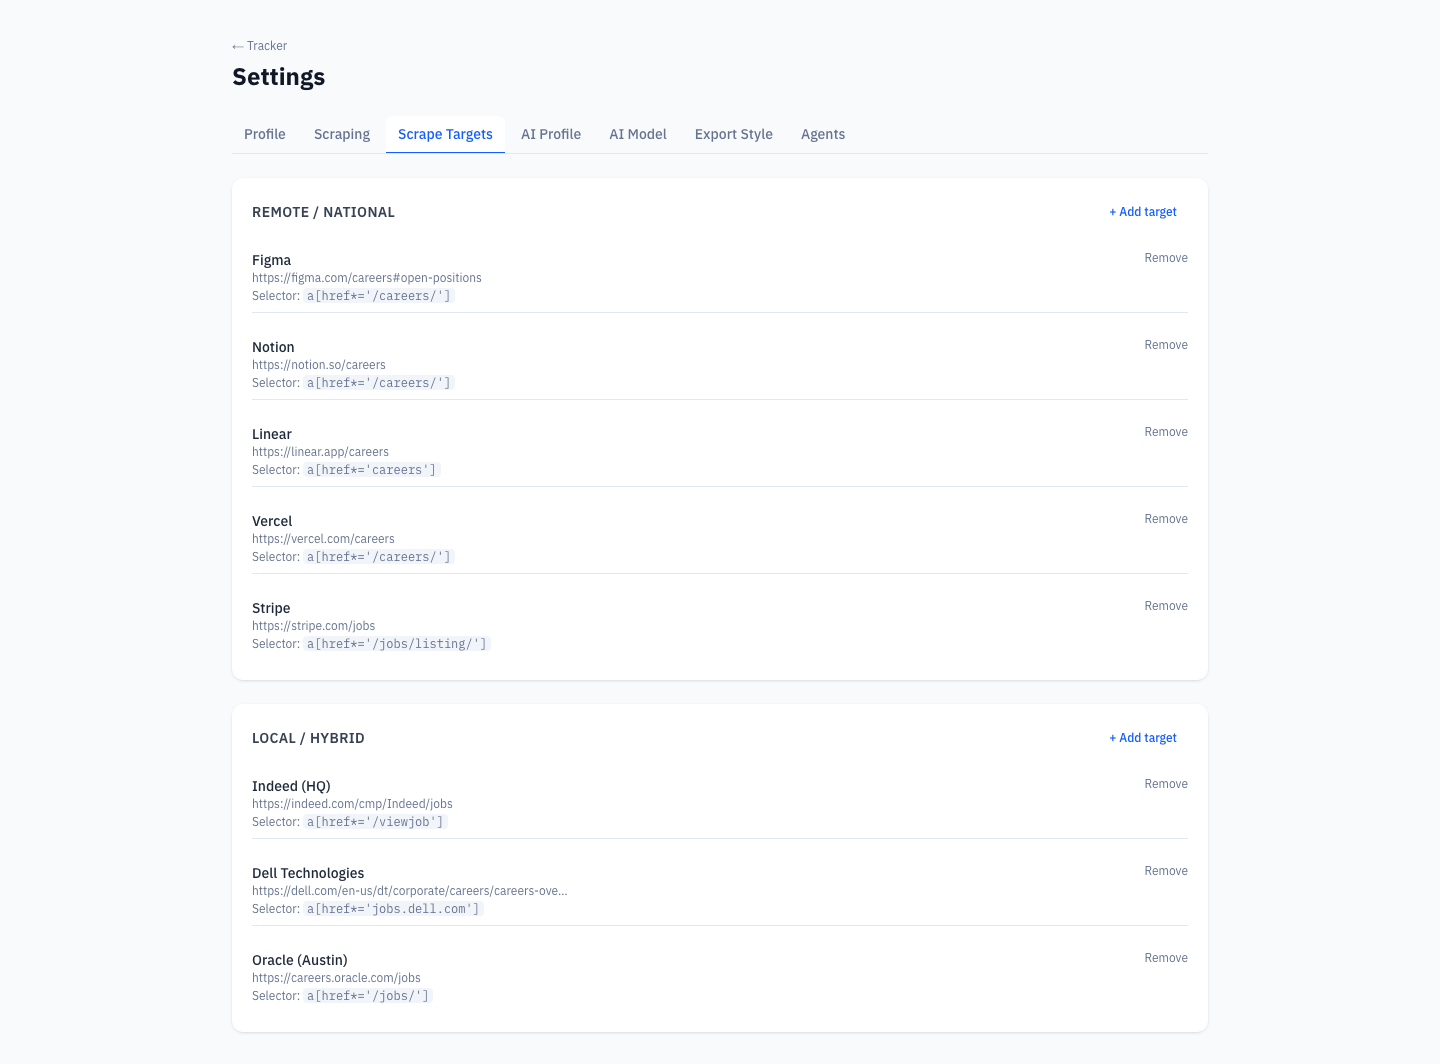 ← Tracker
Settings
Profile Scraping Scrape Targets AI Profile AI Model Export Style Agents
REMOTE / NATIONAL + Add target
Figma Remove
https://figma.com/careers#open-positions
Selector: a[href*='/careers/']
Notion Remove
https://notion.so/careers
Selector: a[href*='/careers/']
Linear Remove
https://linear.app/careers
Selector: a[href*='careers']
Vercel Remove
https://vercel.com/careers
Selector: a[href*='/careers/']
Stripe Remove
https://stripe.com/jobs
Selector: a[href*='/jobs/listing/']
LOCAL / HYBRID + Add target
Indeed (HQ) Remove
https://indeed.com/cmp/Indeed/jobs
Selector: a[href*='/viewjob']
Dell Technologies Remove
https://dell.com/en-us/dt/corporate/careers/careers-ove...
Selector: a[href*='jobs.dell.com']
Oracle (Austin) Remove
https://careers.oracle.com/jobs
Selector: a[href*='/jobs/']